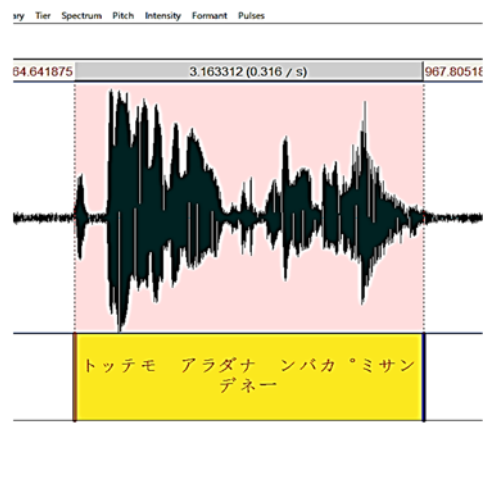 ary Tier Spectrum Pitch Intensity Formant Pulses
64.641875 3.163312 (0.316 / s) 967.80518
トッテモ アラダナ ンバカ゜ミサン
デネー